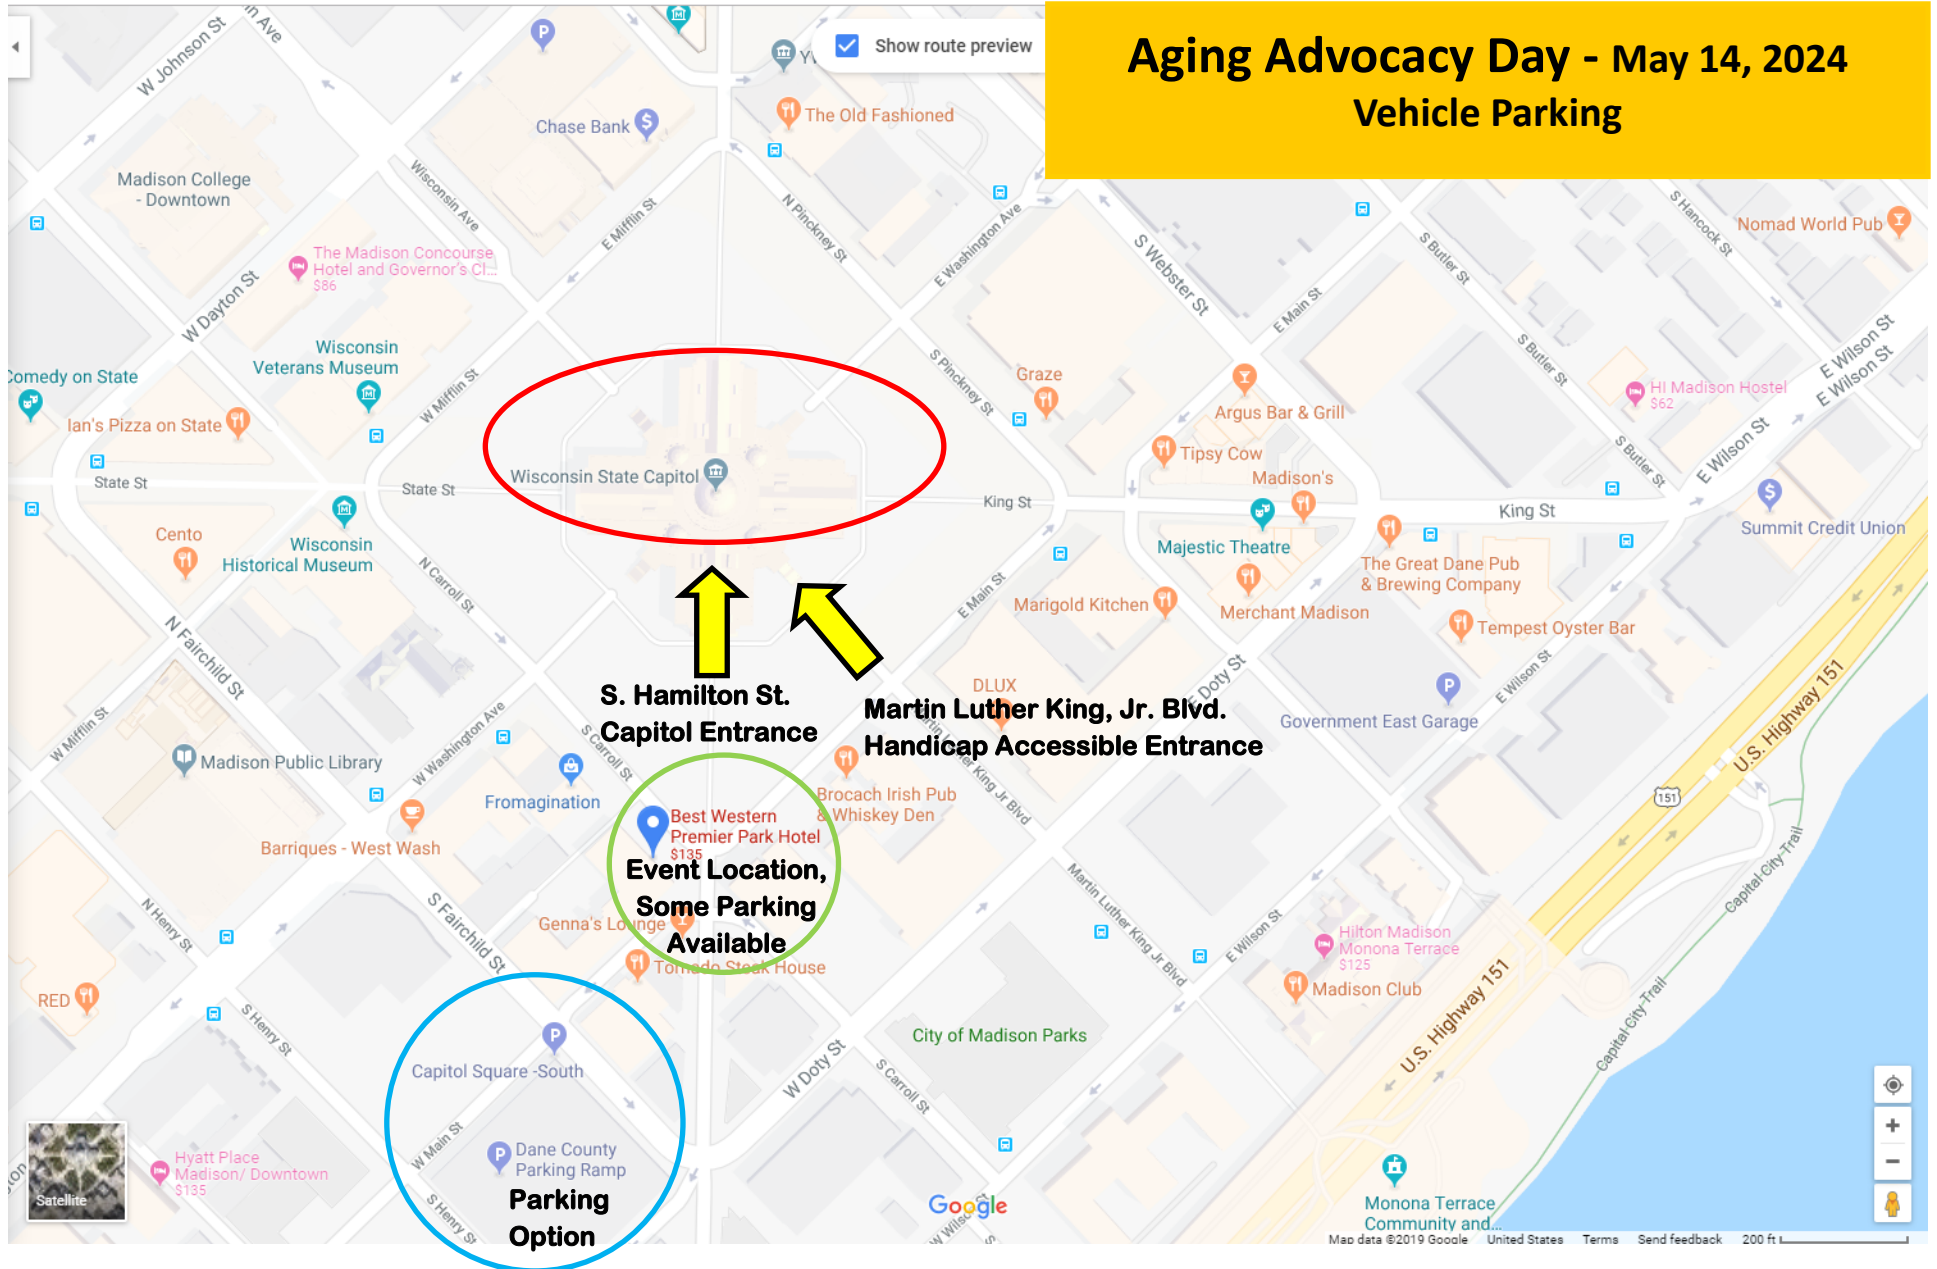 Aging Advocacy Day - May 14, 2024
Vehicle Parking
Show route preview
W Johnson St
Chase Bank
The Old Fashioned
Madison College
- Downtown
Wisconsin Ave
E Mifflin St
N Pinckney St
E Washington Ave
S Webster St
S Hancock St
Nomad World Pub
S Butler St
The Madison Concourse
Hotel and Governor's Cl...
$86
W Dayton St
E Main St
S Butler St
E Wilson St
E Wilson St
Wisconsin
Veterans Museum
Comedy on State
W Mifflin St
S Pinckney St
Graze
HI Madison Hostel
$62
Ian's Pizza on State
Argus Bar & Grill
Tipsy Cow
Madison's
S Butler St
E Wilson St
State St
State St
Wisconsin State Capitol
King St
King St
Summit Credit Union
Cento
Wisconsin
Historical Museum
Majestic Theatre
The Great Dane Pub
& Brewing Company
N Carroll St
E Main St
Marigold Kitchen
Merchant Madison
Tempest Oyster Bar
N Fairchild St
S. Hamilton St.
Capitol Entrance
DLUX
E Doty St
E Wilson St
Martin Luther King, Jr. Blvd.
Handicap Accessible Entrance
Government East Garage
U.S. Highway 151
W Mifflin St
W Washington Ave
S Carroll St
Martin Luther King Jr Blvd
Madison Public Library
Fromagination
Brocach Irish Pub
& Whiskey Den
151
Best Western
Premier Park Hotel
$135
Event Location,
Some Parking
Available
Barriques - West Wash
Capital City Trail
Martin Luther King Jr Blvd
N Henry St
S Fairchild St
Genna's Lounge
E Wilson St
Hilton Madison
Monona Terrace
$125
Tornado Steak House
Madison Club
RED
S Henry St
U.S. Highway 151
Capital City Trail
City of Madison Parks
Capitol Square -South
W Doty St
S Carroll St
W Main St
Dane County
Parking Ramp
Parking
Option
Hyatt Place
Madison/ Downtown
$135
Satellite
S Henry St
Google
W Wilson St
Monona Terrace
Community and...
Map data ©2019 Google United States Terms Send feedback 200 ft